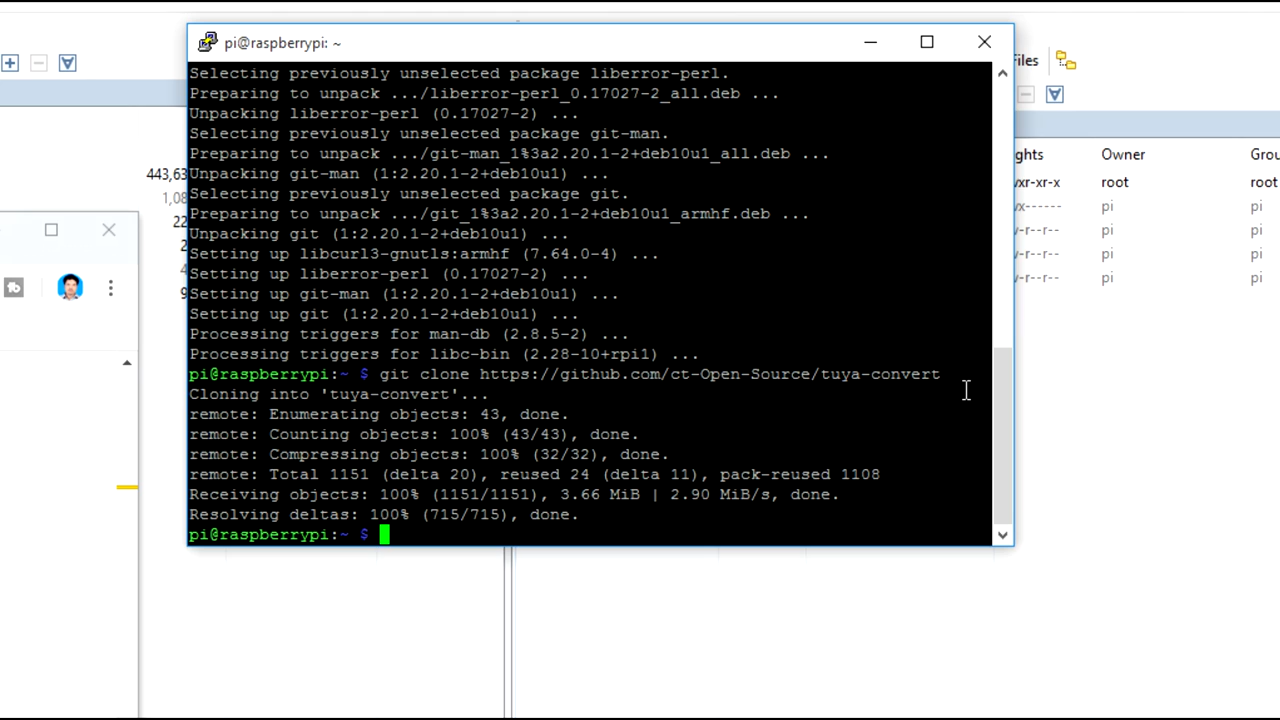 pi@raspberrypi: ~
Selecting previously unselected package liberror-perl.
Preparing to unpack .../liberror-perl_0.17027-2_all.deb ...
Unpacking liberror-perl (0.17027-2) ...
Selecting previously unselected package git-man.
Preparing to unpack .../git-man_1%3a2.20.1-2+deb10u1_all.deb ...
Unpacking git-man (1:2.20.1-2+deb10u1) ...
Selecting previously unselected package git.
Preparing to unpack .../git_1%3a2.20.1-2+deb10u1_armhf.deb ...
Unpacking git (1:2.20.1-2+deb10u1) ...
Setting up libcurl3-gnutls:armhf (7.64.0-4) ...
Setting up liberror-perl (0.17027-2) ...
Setting up git-man (1:2.20.1-2+deb10u1) ...
Setting up git (1:2.20.1-2+deb10u1) ...
Processing triggers for man-db (2.8.5-2) ...
Processing triggers for libc-bin (2.28-10+rpi1) ...
pi@raspberrypi:~ $ git clone https://github.com/ct-Open-Source/tuya-convert
Cloning into 'tuya-convert'...
remote: Enumerating objects: 43, done.
remote: Counting objects: 100% (43/43), done.
remote: Compressing objects: 100% (32/32), done.
remote: Total 1151 (delta 20), reused 24 (delta 11), pack-reused 1108
Receiving objects: 100% (1151/1151), 3.66 MiB | 2.90 MiB/s, done.
Resolving deltas: 100% (715/715), done.
pi@raspberrypi:~ $
443,63
1,08
22
iles
ghts Owner Grou
xr-xr-x root root
x------ pi pi
-r--r-- pi pi
-r--r-- pi pi
-r--r-- pi pi